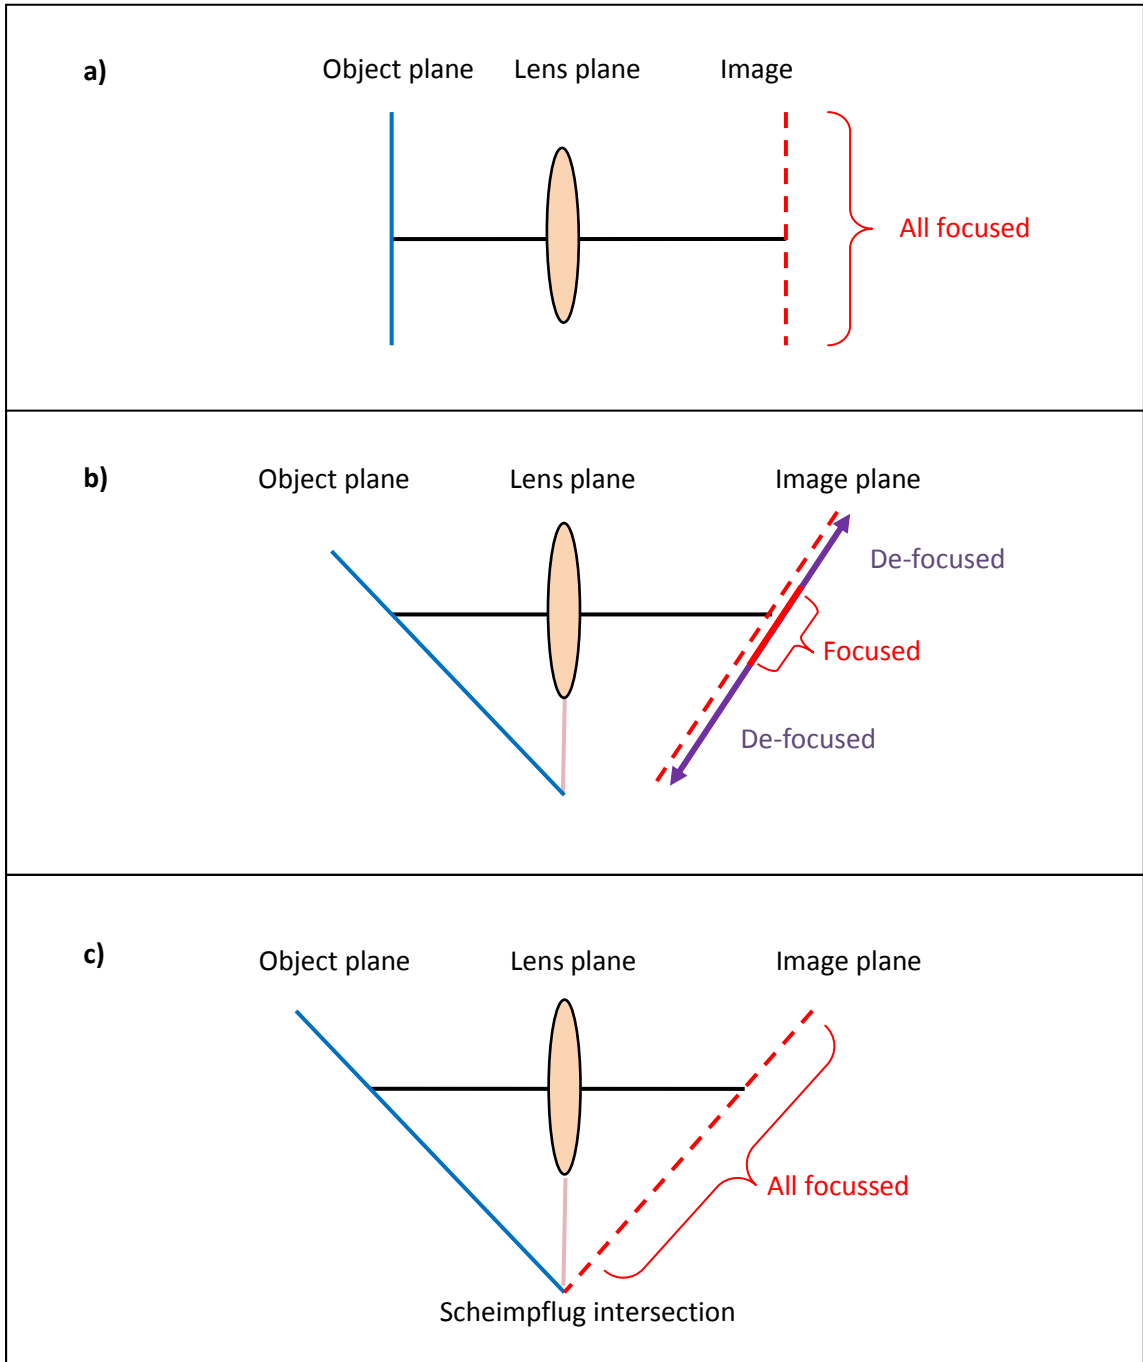 a)
Object plane Lens plane Image
All focused
b)
Object plane Lens plane Image plane
De-focused
Focused
De-focused
c)
Object plane Lens plane Image plane
All focussed
Scheimpflug intersection